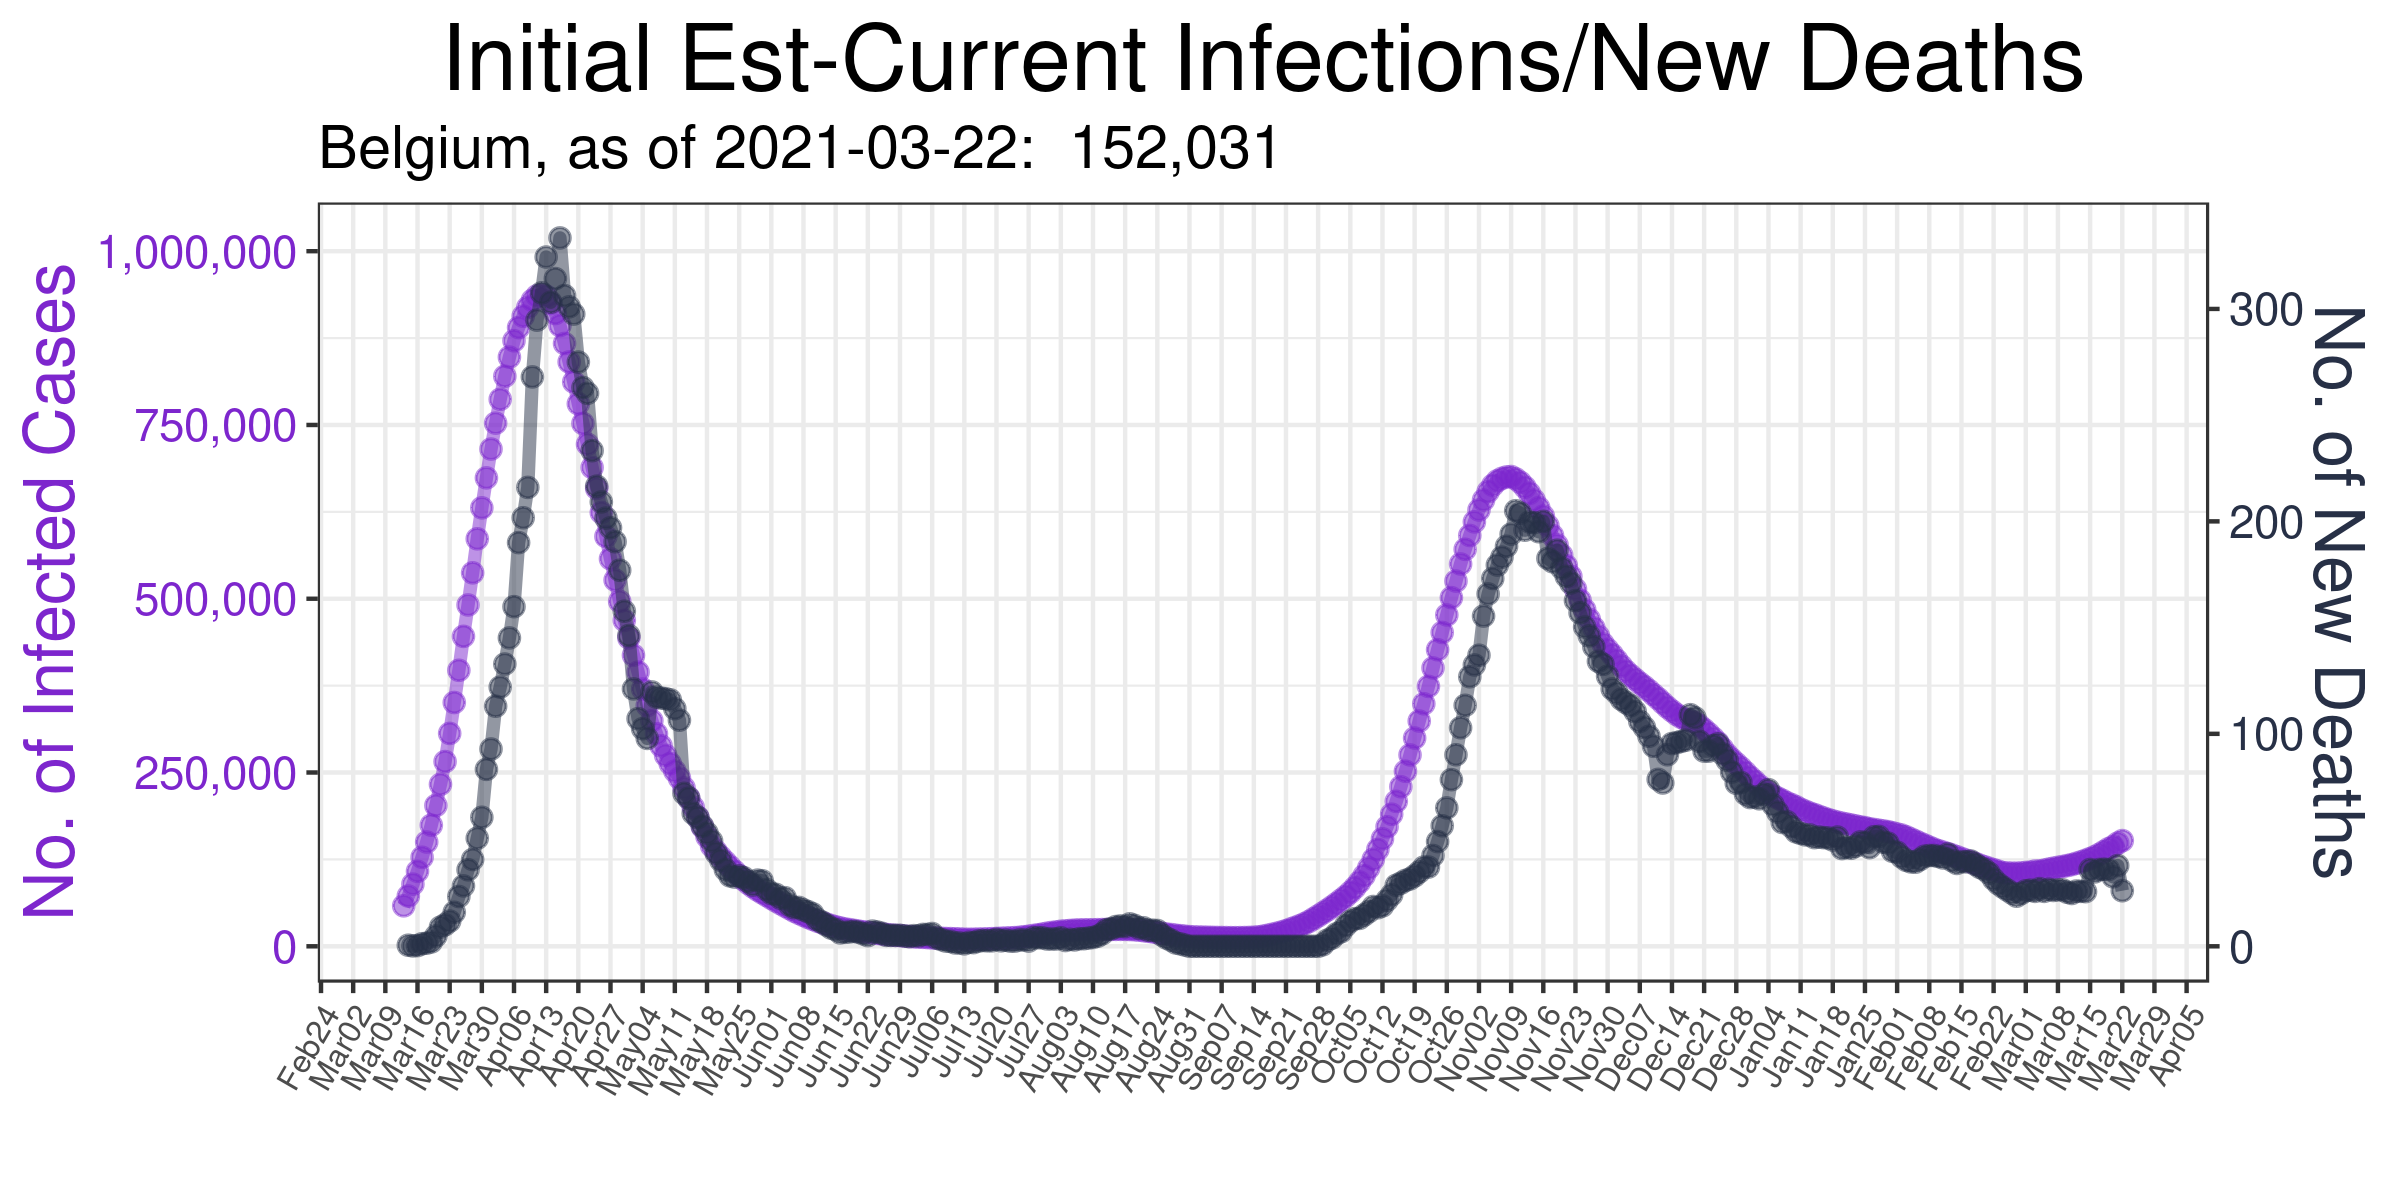 Initial Est-Current Infections/New Deaths
Belgium, as of 2021-03-22:  152,031
No. of Infected Cases
1,000,000
750,000
500,000
250,000
0
300
200
100
0
No. of New Deaths
Feb24
Mar02
Mar09
Mar16
Mar23
Mar30
Apr06
Apr13
Apr20
Apr27
May04
May11
May18
May25
Jun01
Jun08
Jun15
Jun22
Jun29
Jul06
Jul13
Jul20
Jul27
Aug03
Aug10
Aug17
Aug24
Aug31
Sep07
Sep14
Sep21
Sep28
Oct05
Oct12
Oct19
Oct26
Nov02
Nov09
Nov16
Nov23
Nov30
Dec07
Dec14
Dec21
Dec28
Jan04
Jan11
Jan18
Jan25
Feb01
Feb08
Feb15
Feb22
Mar01
Mar08
Mar15
Mar22
Mar29
Apr05